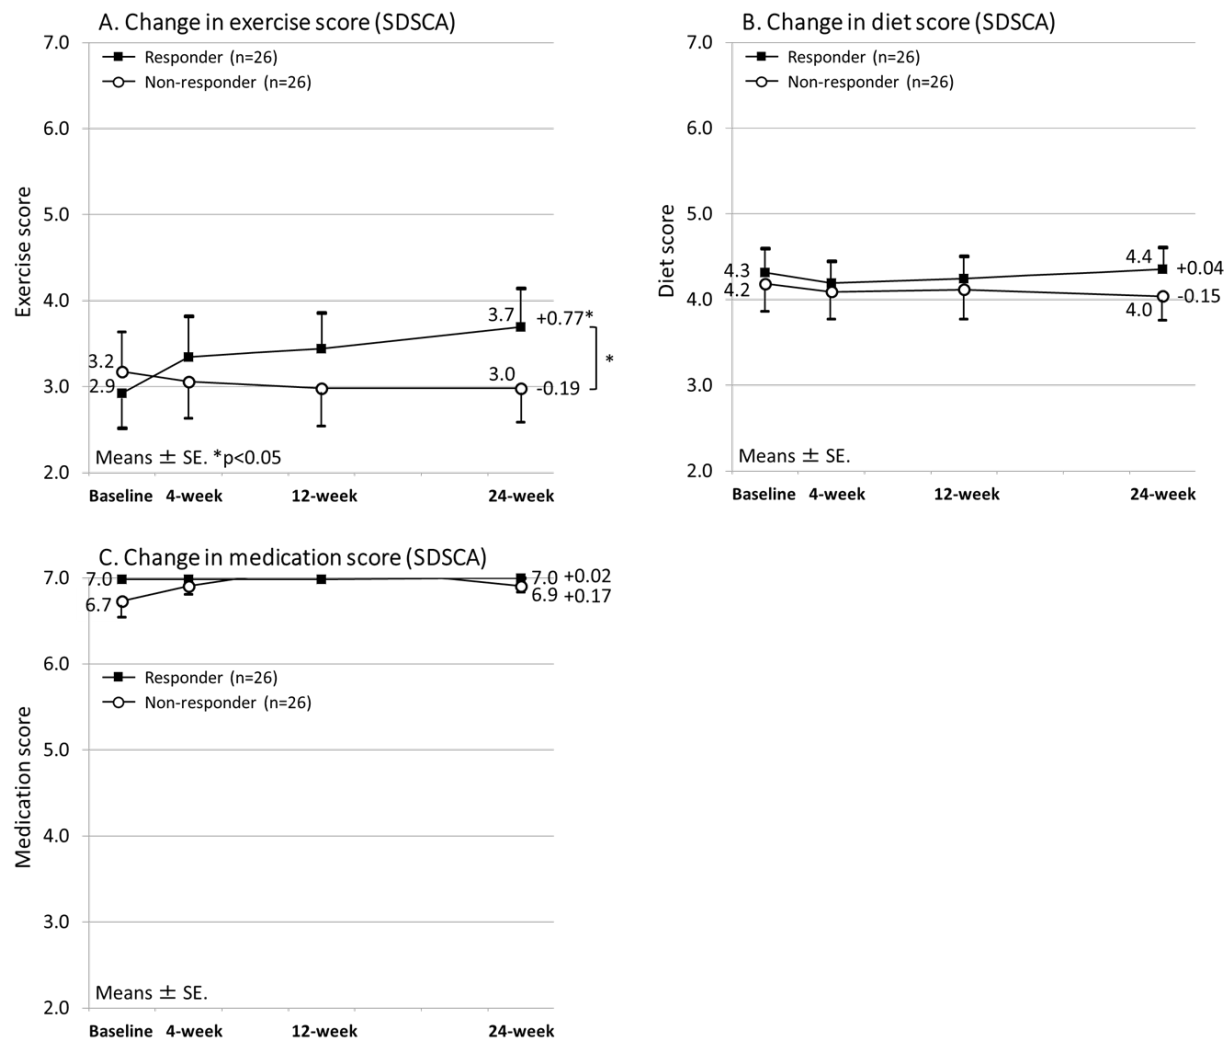 A. Change in exercise score (SDSCA)
7.0
Responder (n=26)
Non-responder (n=26)
6.0
5.0
4.0
3.0
2.0
Exercise score
3.2
2.9
3.7
+0.77*
*
3.0
-0.19
Means ± SE. *p<0.05
Baseline 4-week 12-week 24-week
B. Change in diet score (SDSCA)
7.0
Responder (n=26)
Non-responder (n=26)
6.0
5.0
4.0
3.0
2.0
Diet score
4.3
4.2
4.4
+0.04
4.0
-0.15
Means ± SE.
Baseline 4-week 12-week 24-week
C. Change in medication score (SDSCA)
7.0
7.0
7.0 +0.02
6.7
6.9 +0.17
Responder (n=26)
Non-responder (n=26)
6.0
5.0
4.0
3.0
2.0
Medication score
Means ± SE.
Baseline 4-week 12-week 24-week